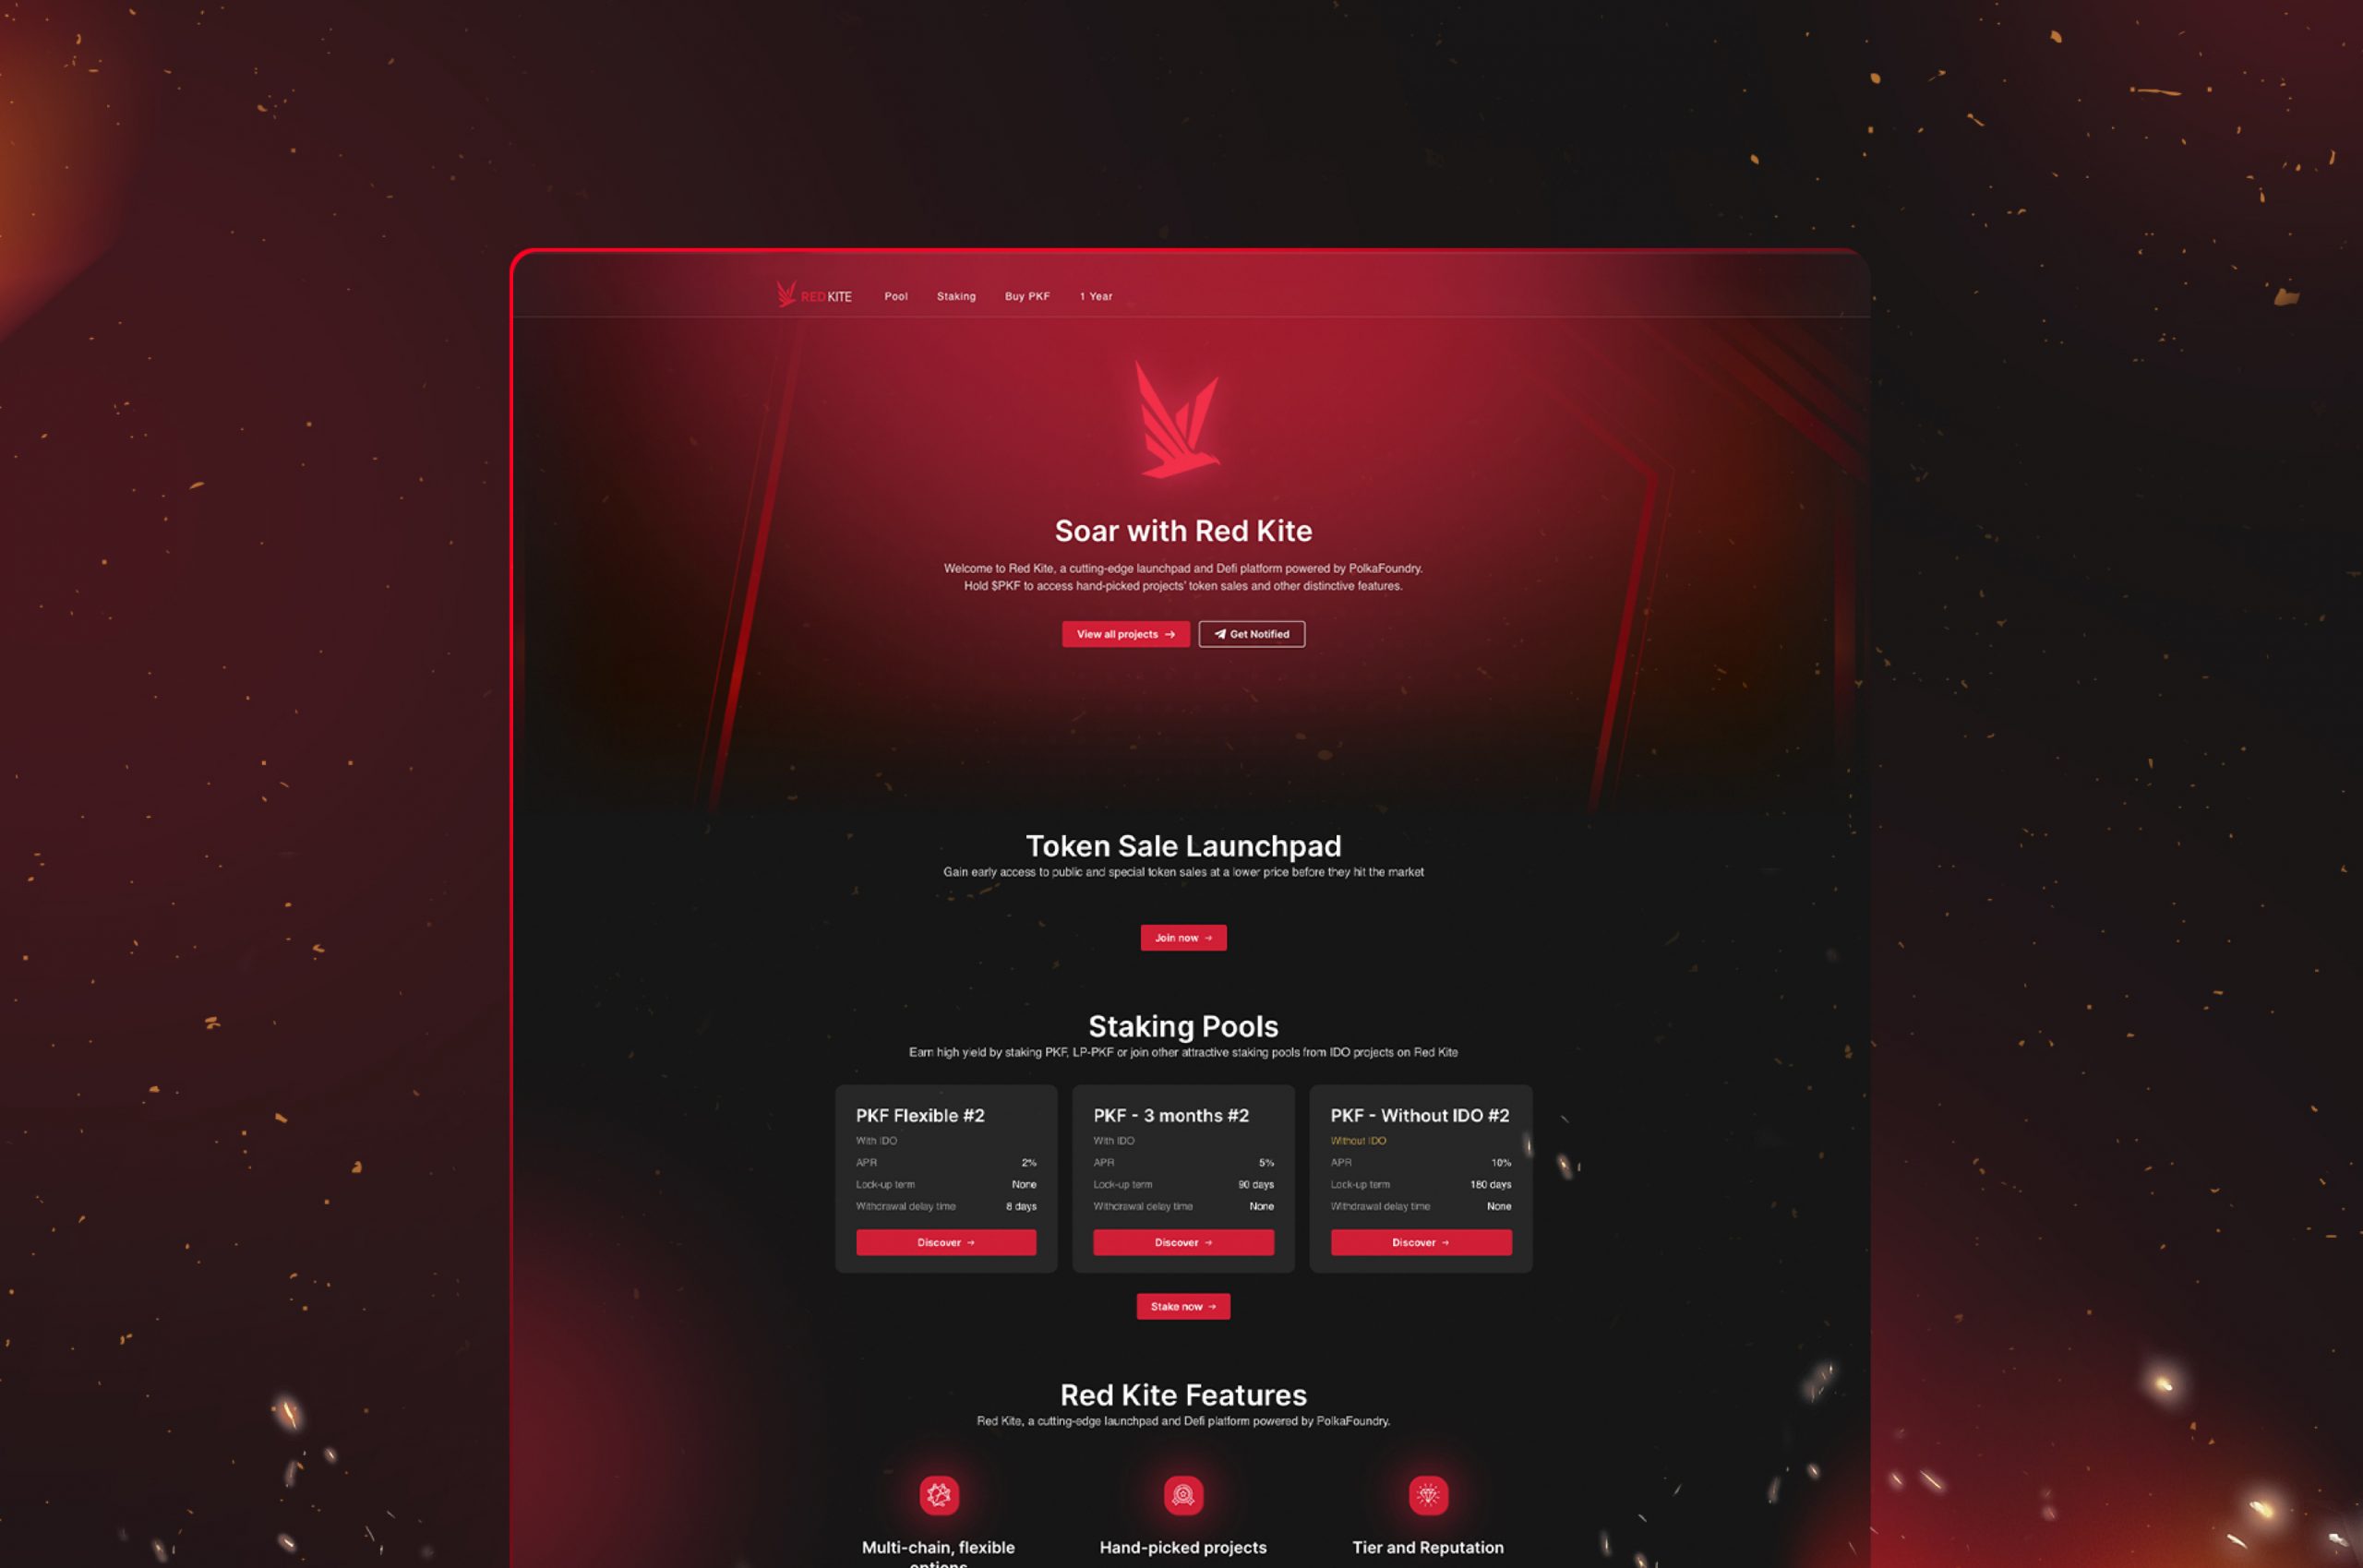 RED KITE
Pool
Staking
Buy PKF
1 Year
Soar with Red Kite
Welcome to Red Kite, a cutting-edge launchpad and Defi platform powered by PolkaFoundry.
Hold $PKF to access hand-picked projects' token sales and other distinctive features.
View all projects →
Get Notified
Token Sale Launchpad
Gain early access to public and special token sales at a lower price before they hit the market
Join now →
Staking Pools
Earn high yield by staking PKF, LP-PKF or join other attractive staking pools from IDO projects on Red Kite
PKF Flexible #2
With IDO
APR 2%
Lock-up term None
Withdrawal delay time 8 days
Discover →
PKF - 3 months #2
With IDO
APR 5%
Lock-up term 90 days
Withdrawal delay time None
Discover →
PKF - Without IDO #2
Without IDO
APR 10%
Lock-up term 180 days
Withdrawal delay time None
Discover →
Stake now →
Red Kite Features
Red Kite, a cutting-edge launchpad and Defi platform powered by PolkaFoundry.
Multi-chain, flexible
options
Hand-picked projects
Tier and Reputation